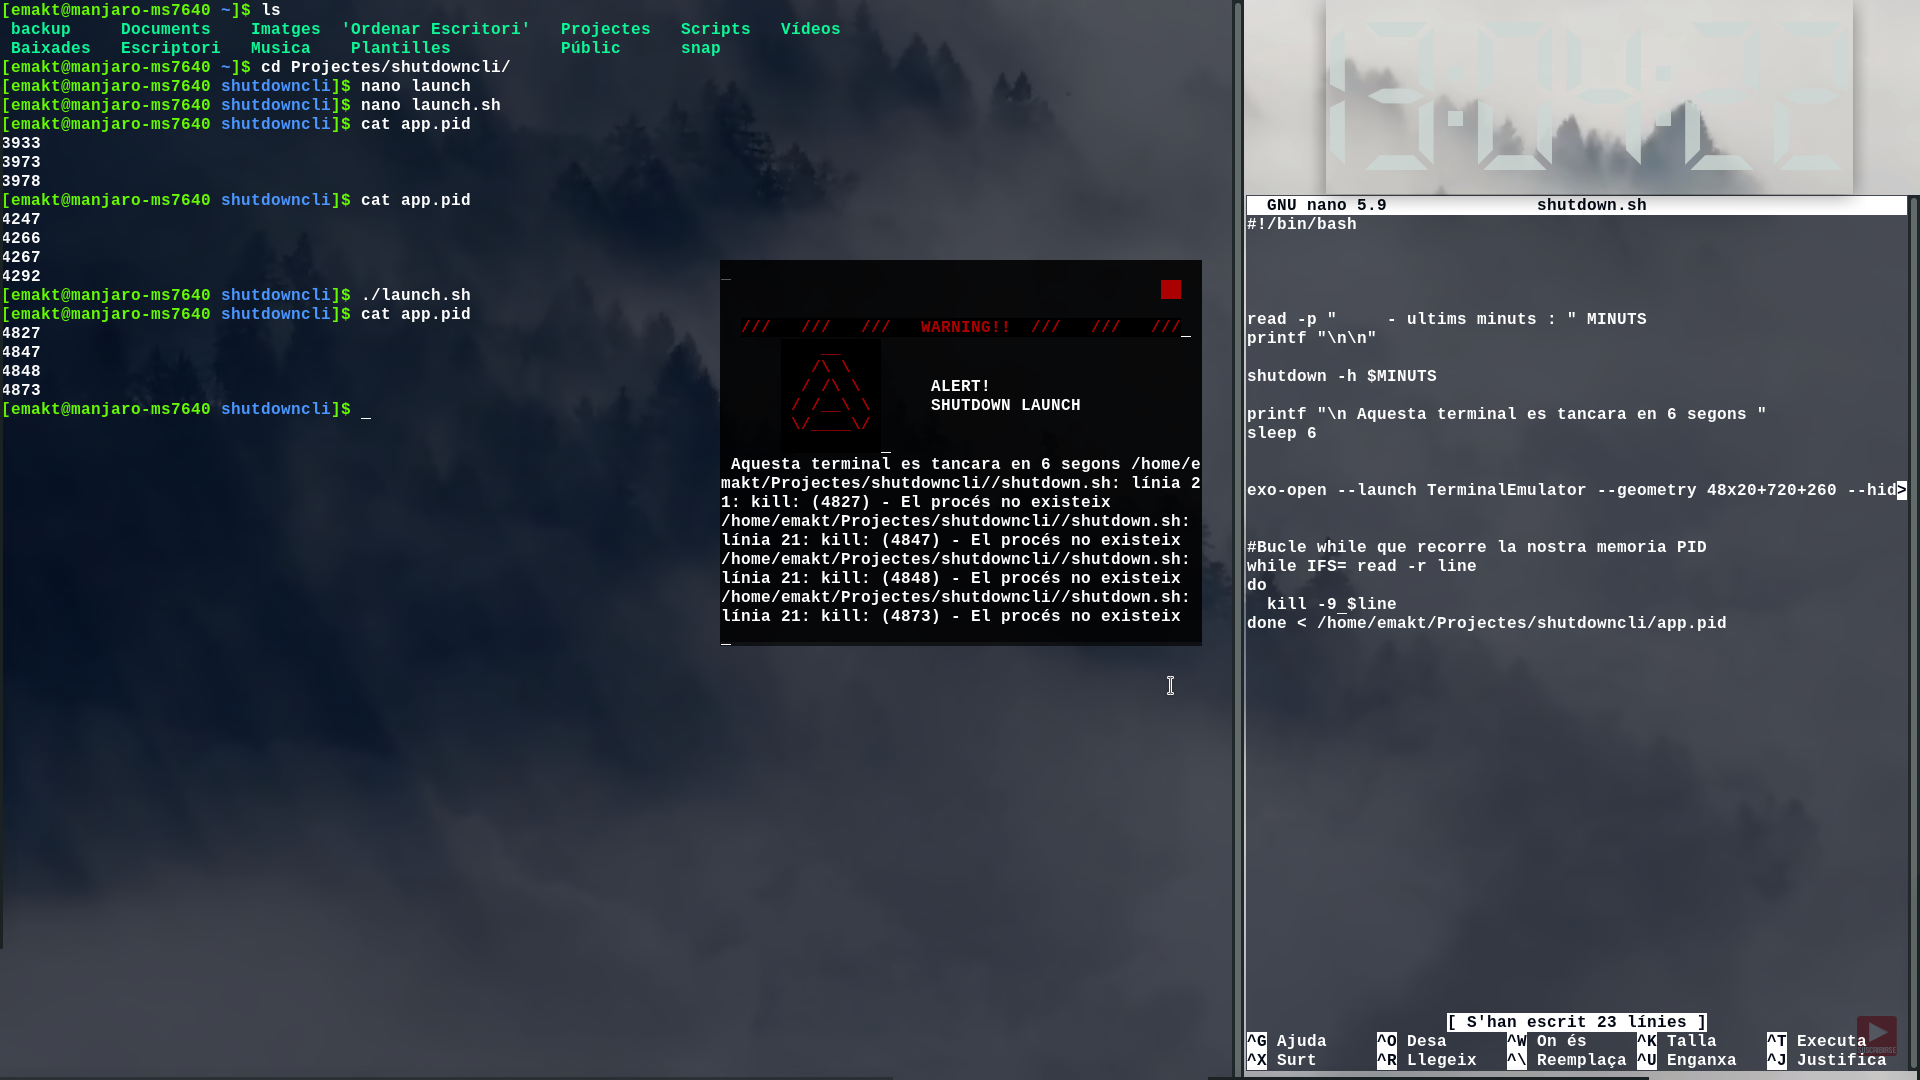 [emakt@manjaro-ms7640 ~]$ ls
backup     Documents    Imatges  'Ordenar Escritori'   Projectes   Scripts   Vídeos
Baixades   Escriptori   Musica    Plantilles           Públic      snap
[emakt@manjaro-ms7640 ~]$ cd Projectes/shutdowncli/
[emakt@manjaro-ms7640 shutdowncli]$ nano launch
[emakt@manjaro-ms7640 shutdowncli]$ nano launch.sh
[emakt@manjaro-ms7640 shutdowncli]$ cat app.pid
3933
3973
3978
[emakt@manjaro-ms7640 shutdowncli]$ cat app.pid
4247
4266
4267
4292
[emakt@manjaro-ms7640 shutdowncli]$ ./launch.sh
[emakt@manjaro-ms7640 shutdowncli]$ cat app.pid
4827
4847
4848
4873
[emakt@manjaro-ms7640 shutdowncli]$ _
///   ///   ///   WARNING!!  ///   ///   ///_
ALERT!
SHUTDOWN LAUNCH
Aquesta terminal es tancara en 6 segons /home/e
makt/Projectes/shutdowncli//shutdown.sh: línia 2
1: kill: (4827) - El procés no existeix
/home/emakt/Projectes/shutdowncli//shutdown.sh:
línia 21: kill: (4847) - El procés no existeix
/home/emakt/Projectes/shutdowncli//shutdown.sh:
línia 21: kill: (4848) - El procés no existeix
/home/emakt/Projectes/shutdowncli//shutdown.sh:
línia 21: kill: (4873) - El procés no existeix
GNU nano 5.9               shutdown.sh
#!/bin/bash
read -p "     - ultims minuts : " MINUTS
printf "\n\n"
shutdown -h $MINUTS
printf "\n Aquesta terminal es tancara en 6 segons "
sleep 6
exo-open --launch TerminalEmulator --geometry 48x20+720+260 --hid>
#Bucle while que recorre la nostra memoria PID
while IFS= read -r line
do
  kill -9 $line
done < /home/emakt/Projectes/shutdowncli/app.pid
[ S'han escrit 23 línies ]
^G Ajuda     ^O Desa      ^W On és     ^K Talla     ^T Executa
^X Surt      ^R Llegeix   ^\ Reemplaça ^U Enganxa   ^J Justifica